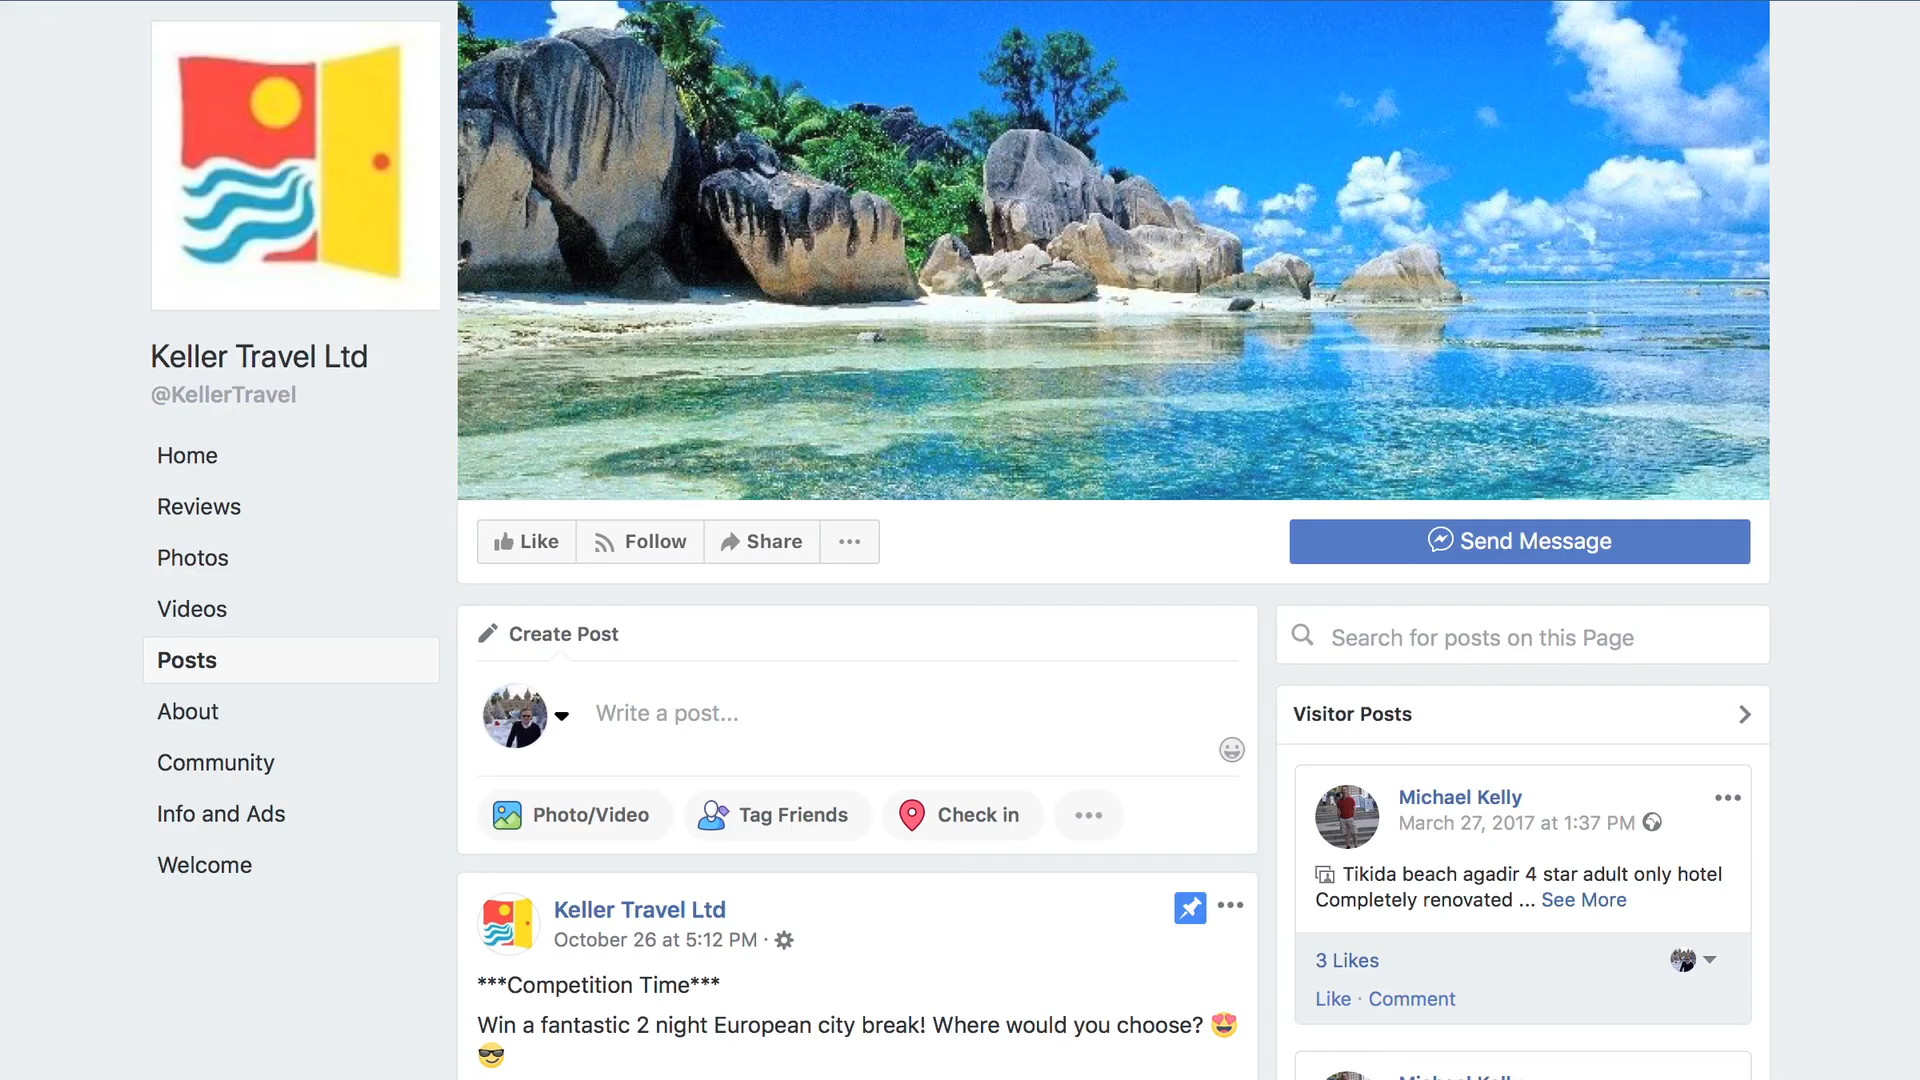 Keller Travel Ltd
@KellerTravel
Home
Reviews
Photos
Videos
Posts
About
Community
Info and Ads
Welcome
Like
Follow
Share
Send Message
Create Post
Write a post...
Photo/Video
Tag Friends
Check in
Keller Travel Ltd
October 26 at 5:12 PM ·
***Competition Time***
Win a fantastic 2 night European city break! Where would you choose? 😍
😎
Search for posts on this Page
Visitor Posts
Michael Kelly
March 27, 2017 at 1:37 PM
Tikida beach agadir 4 star adult only hotel
Completely renovated ... See More
3 Likes
Like · Comment
Michael Kelly